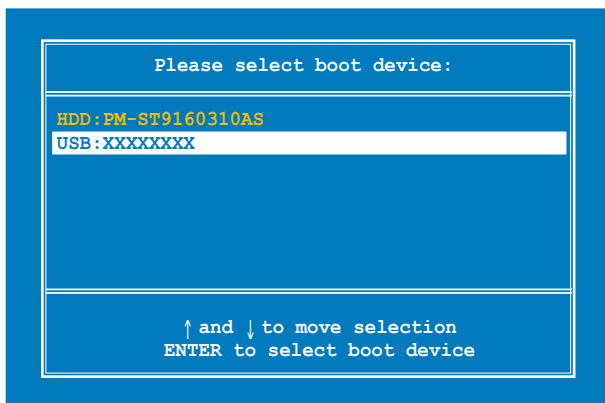 Please select boot device:
HDD:PM-ST9160310AS
USB:XXXXXXXX
↑ and ↓ to move selection
ENTER to select boot device